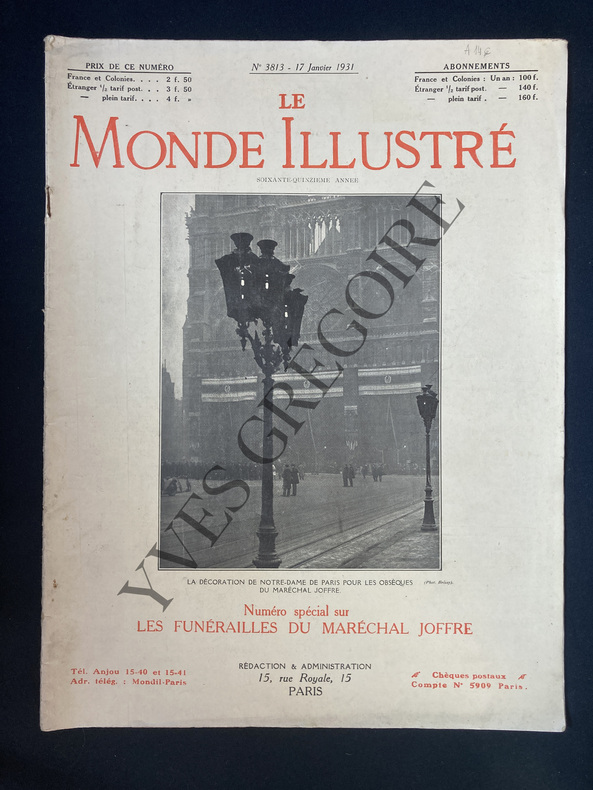 A 14€
PRIX DE CE NUMÉRO
France et Colonies. . . . 2 f. 50
Étranger 1/2 tarif post. . . 3 f. 50
— plein tarif. . . . 4 f. »
N° 3813 - 17 Janvier 1931
ABONNEMENTS
France et Colonies : Un an : 100 f.
Étranger 1/2 tarif post. — 140 f.
— plein tarif . — 160 f.
LE
MONDE ILLUSTRÉ
SOIXANTE-QUINZIÈME ANNÉE
YVES GRÉGOIRE
LA DÉCORATION DE NOTRE-DAME DE PARIS POUR LES OBSÈQUES
DU MARÉCHAL JOFFRE.
Numéro spécial sur
LES FUNÉRAILLES DU MARÉCHAL JOFFRE
Tél. Anjou 15-40 et 15-41
Adr. télég. : Mondil-Paris
RÉDACTION & ADMINISTRATION
15, rue Royale, 15
PARIS
Chèques postaux
Compte N° 5909 Paris.